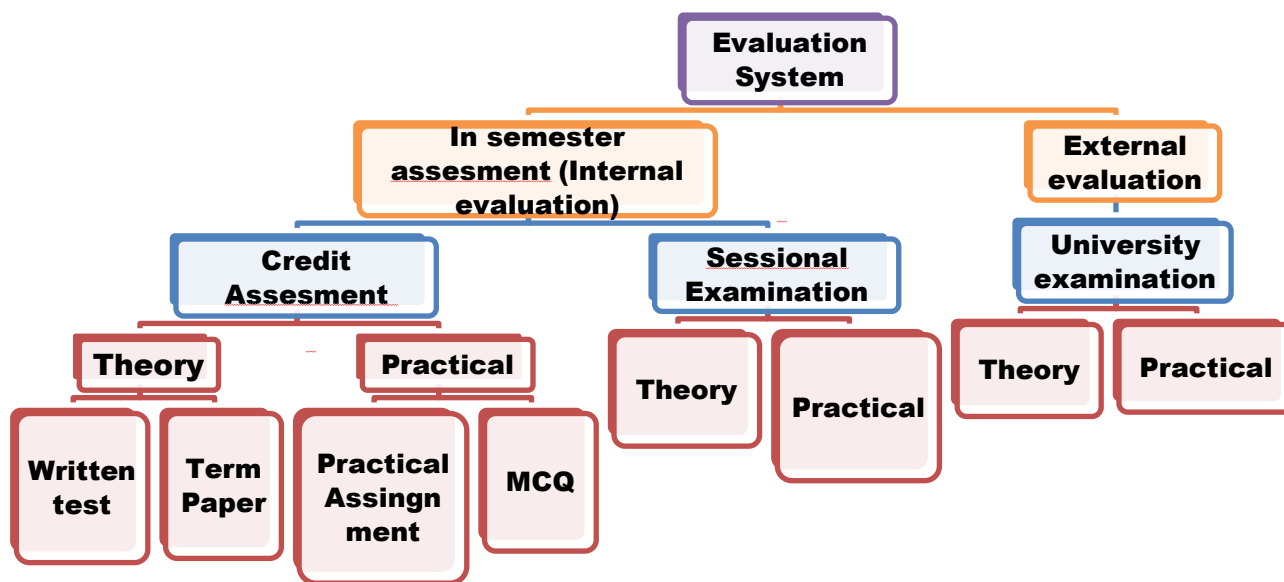 Evaluation
System
In semester
assesment (Internal
evaluation)
External
evaluation
Credit
Assesment
Sessional
Examination
University
examination
Theory
Practical
Theory
Practical
Theory
Practical
Written
test
Term
Paper
Practical
Assingn
ment
MCQ